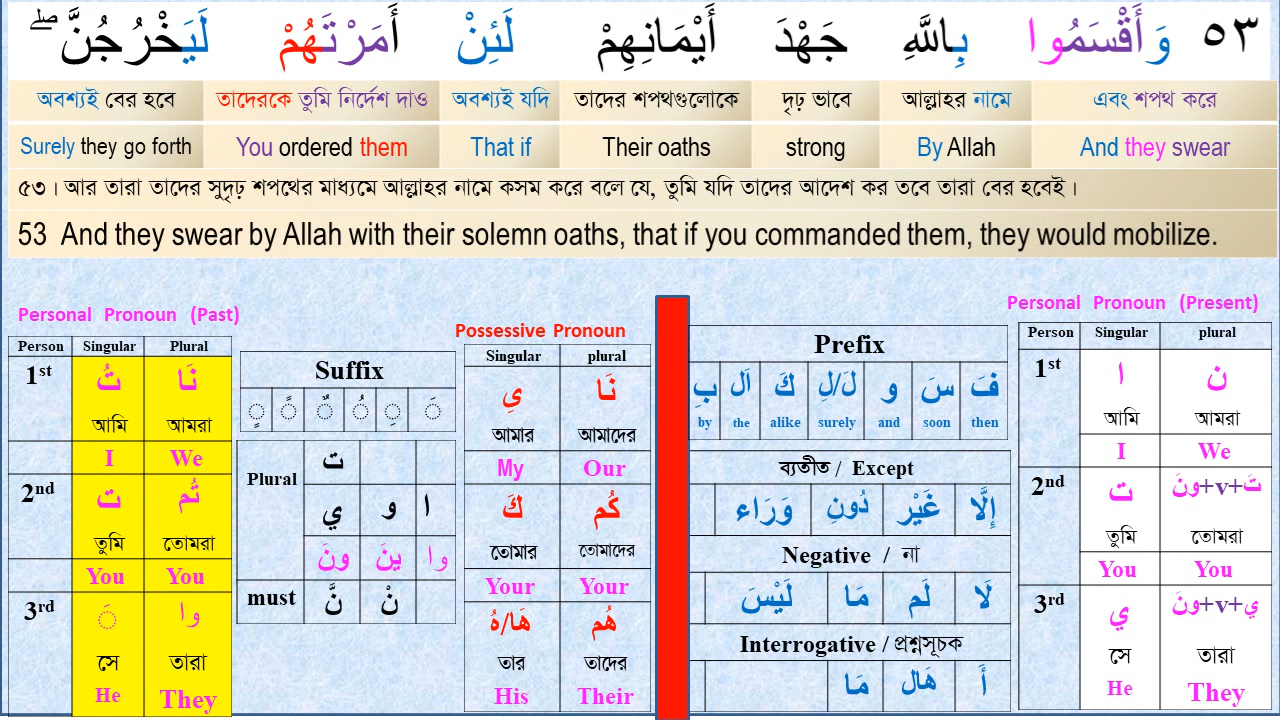 ٥٣ وَأَقْسَمُوا بِاللَّهِ جَهْدَ أَيْمَانِهِمْ لَئِنْ أَمَرْتَهُمْ لَيَخْرُجُنَّ ۖ
অবশ্যই বের হবে তাদেরকে তুমি নির্দেশ দাও অবশ্যই যদি তাদের শপথগুলোকে দৃঢ় ভাবে আল্লাহর নামে এবং শপথ করে
Surely they go forth You ordered them That if Their oaths strong By Allah And they swear
৫৩। আর তারা তাদের সুদৃঢ় শপথের মাধ্যমে আল্লাহর নামে কসম করে বলে যে, তুমি যদি তাদের আদেশ কর তবে তারা বের হবেই।
53 And they swear by Allah with their solemn oaths, that if you commanded them, they would mobilize.
Personal Pronoun (Past)
Person Singular Plural
1st تُ نَا
আমি আমরা
I We
2nd ت تُم
তুমি তোমরা
You You
3rd َ وا
সে তারা
He They
Suffix
ٍ ً ٌ ُ ِ َ
Plural ت
ي و ا
ونَ ينَ وا
must نَّ نْ
Possessive Pronoun
Singular plural
يِ نَا
আমার আমাদের
My Our
كَ كُم
তোমার তোমাদের
Your Your
هَا/هُ هُم
তার তাদের
His Their
Prefix
بِ اَل كَ لَ/لِ و سَ فَ
by the alike surely and soon then
ব্যতীত / Except
وَرَاء دُونِ غَيْر إِلَّا
Negative / না
لَيْسَ مَا لَم لَا
Interrogative / প্রশ্নসূচক
مَا هَال أَ
Personal Pronoun (Present)
Person Singular plural
1st ا ن
আমি আমরা
I We
2nd ت تَ+v+ونَ
তুমি তোমরা
You You
3rd ي ي+v+ونَ
সে তারা
He They